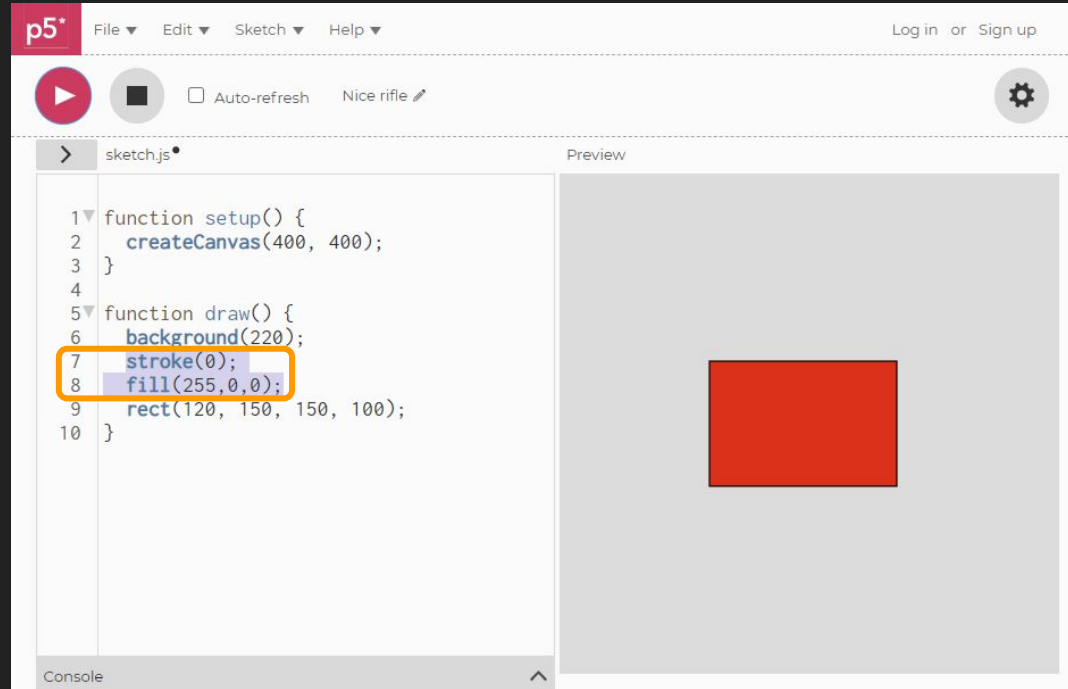 p5* File Edit Sketch Help Log in or Sign up
Auto-refresh Nice rifle
sketch.js Preview
1 function setup() {
2 createCanvas(400, 400);
3 }
4
5 function draw() {
6 background(220);
7 stroke(0);
8 fill(255,0,0);
9 rect(120, 150, 150, 100);
10 }
Console